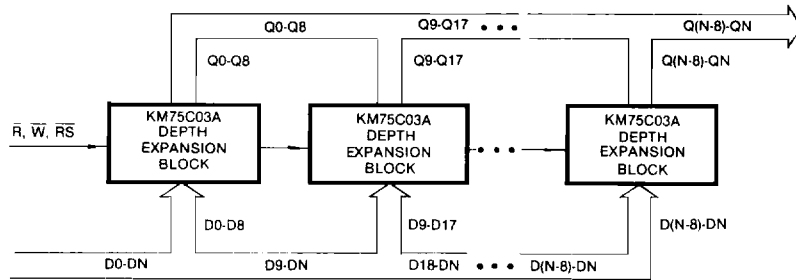 Q0-Q8
Q9-Q17
Q(N-8)-QN
Q0-Q8
Q9-Q17
Q(N-8)-QN
R̅, W̅, R̅S̅
KM75C03A
DEPTH
EXPANSION
BLOCK
KM75C03A
DEPTH
EXPANSION
BLOCK
KM75C03A
DEPTH
EXPANSION
BLOCK
D0-D8
D9-D17
D(N-8)-DN
D0-DN
D9-DN
D18-DN
D(N-8)-DN